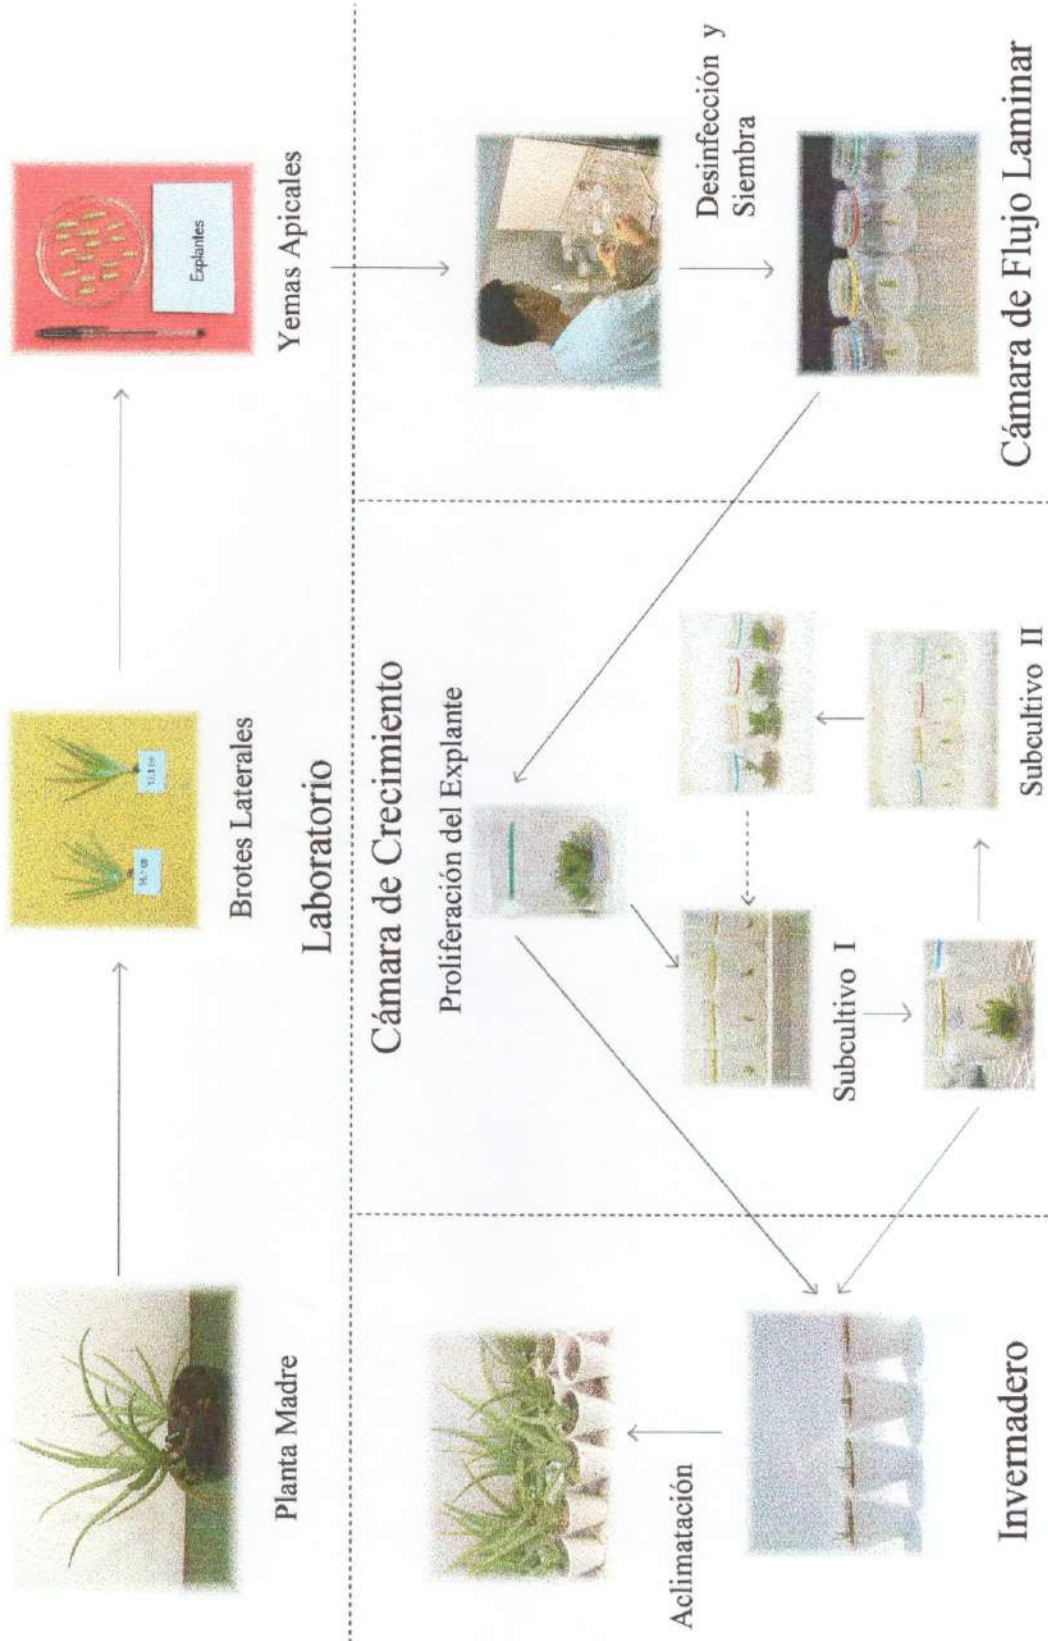 Planta Madre
Brotes Laterales
Explantes
Yemas Apicales
Laboratorio
Cámara de Crecimiento
Proliferación del Explante
Desinfección y
Siembra
Cámara de Flujo Laminar
Subcultivo I
Subcultivo II
Aclimatación
Invernadero